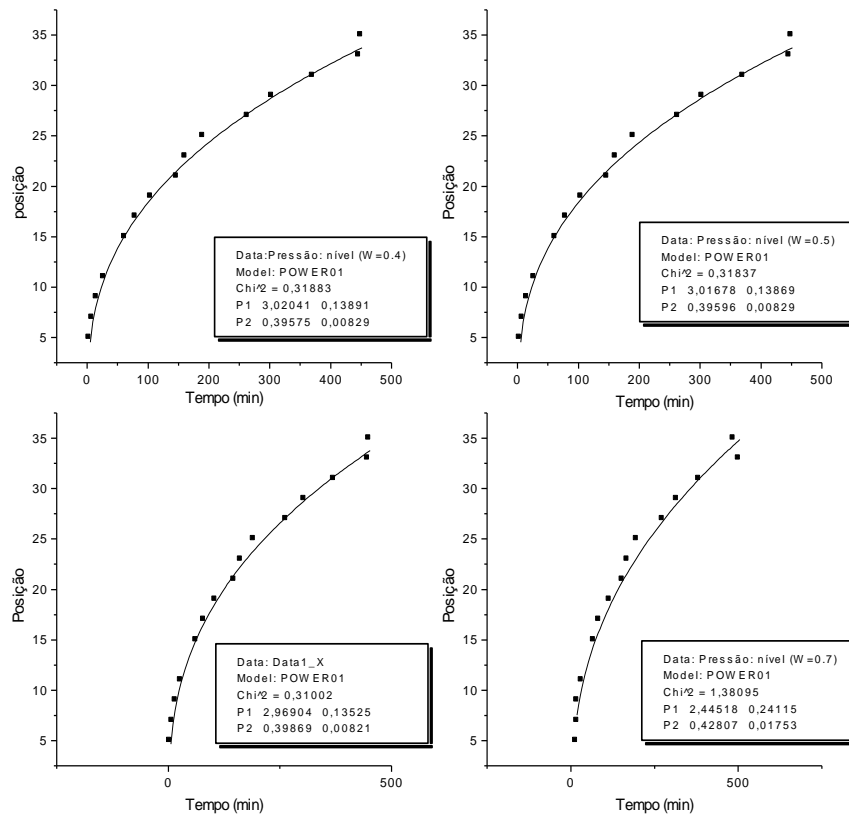 35
30
25
20
15
10
5
posição
0 100 200 300 400 500
Tempo (min)
Data:Pressão: nível (W=0.4)
Model: POWER01
Chi^2 = 0,31883
P1 3,02041 0,13891
P2 0,39575 0,00829
35
30
25
20
15
10
5
Posição
0 100 200 300 400 500
Tempo (min)
Data: Pressão: nível (W=0.5)
Model: POWER01
Chi^2 = 0,31837
P1 3,01678 0,13869
P2 0,39596 0,00829
35
30
25
20
15
10
5
Posição
0 500
Tempo (min)
Data: Data1_X
Model: POWER01
Chi^2 = 0,31002
P1 2,96904 0,13525
P2 0,39869 0,00821
35
30
25
20
15
10
5
Posição
0 500
Tempo (min)
Data: Pressão: nível (W=0.7)
Model: POWER01
Chi^2 = 1,38095
P1 2,44518 0,24115
P2 0,42807 0,01753